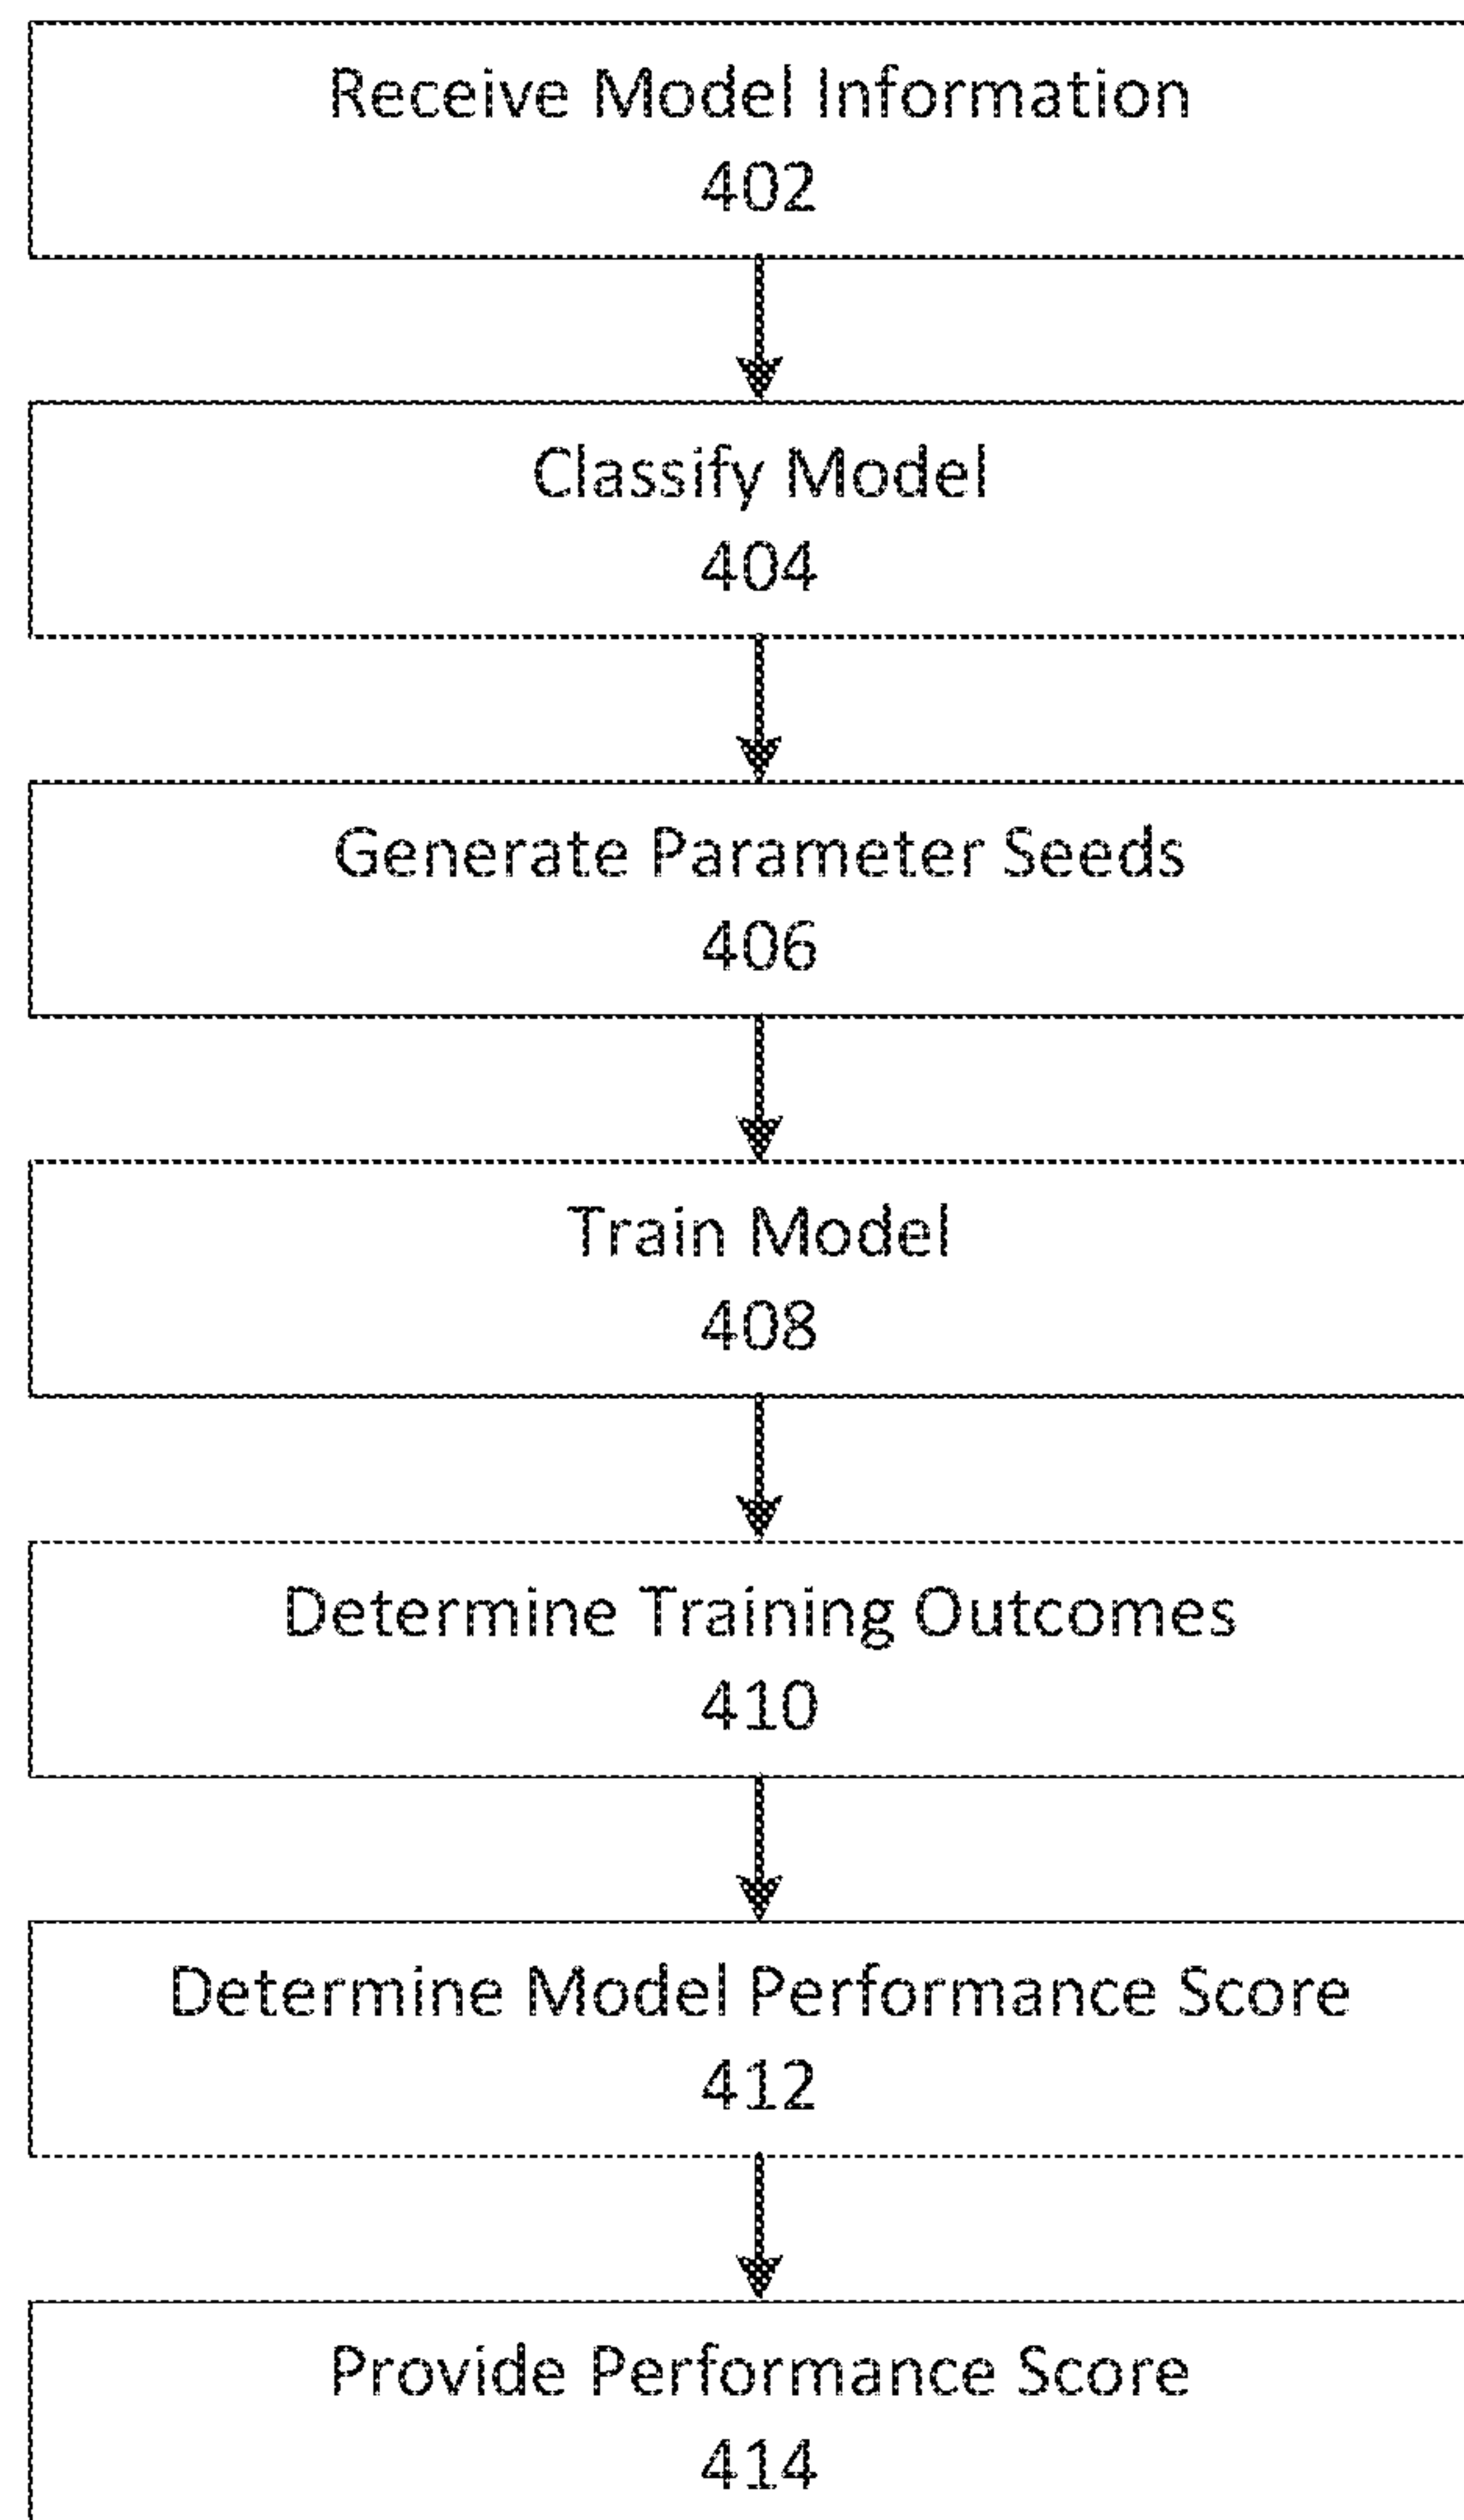 Receive Model Information
402
Classify Model
404
Generate Parameter Seeds
406
Train Model
408
Determine Training Outcomes
410
Determine Model Performance Score
412
Provide Performance Score
414